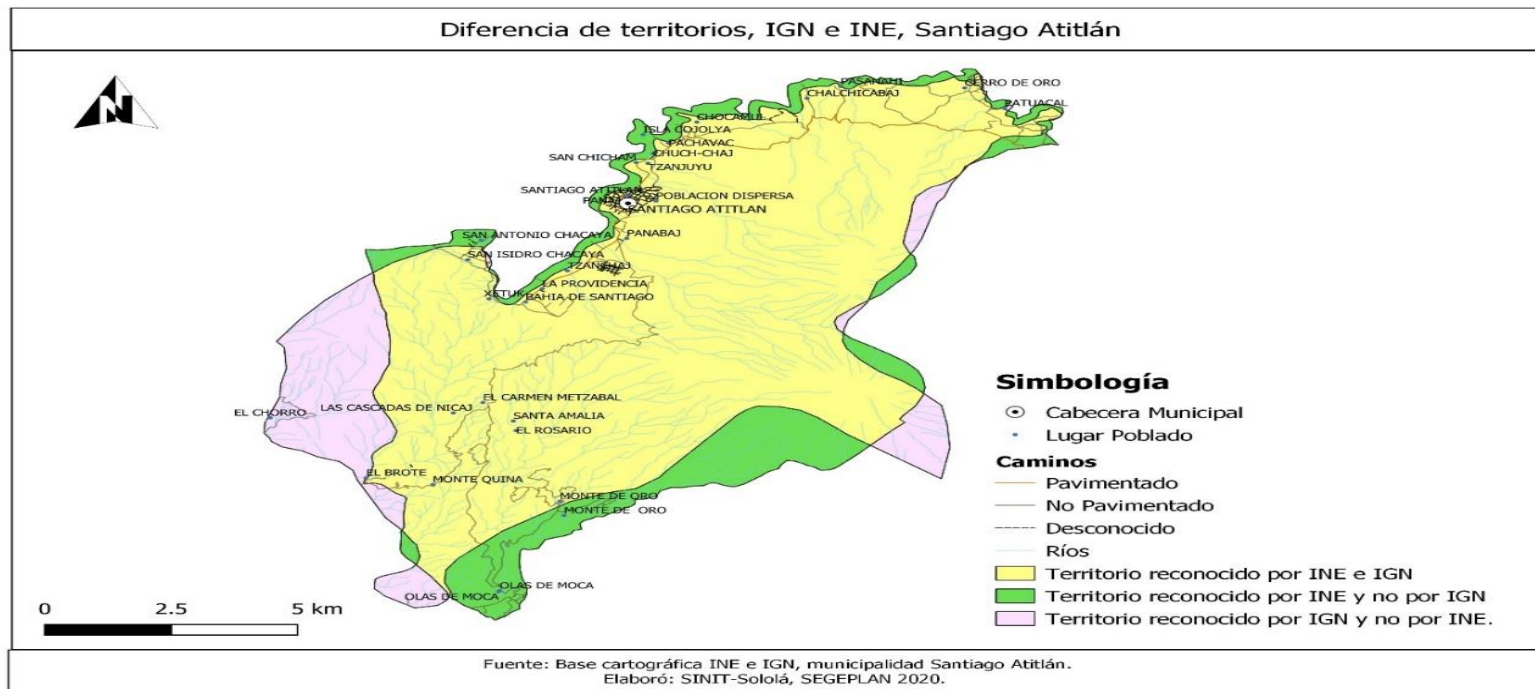 Diferencia de territorios, IGN e INE, Santiago Atitlán
N
PASANAHI
CERRO DE ORO
CHALCHICABAJ
PATUACAL
CHOCAMUL
ISLA COJOLYA
PACHAVAC
CHUCH-CHAJ
SAN CHICHAM
TZANJUYU
SANTIAGO ATITLAN
POBLACION DISPERSA
PANAJ
SANTIAGO ATITLAN
SAN ANTONIO CHACAYA
PANABAJ
SAN ISIDRO CHACAYA
TZANCHAJ
LA PROVIDENCIA
XETUK
BAHIA DE SANTIAGO
EL CARMEN METZABAL
EL CHORRO
LAS CASCADAS DE NICAJ
SANTA AMALIA
EL ROSARIO
EL BROTE
MONTE QUINA
MONTE DE ORO
MONTE DE ORO
OLAS DE MOCA
OLAS DE MOCA
0 2.5 5 km
Simbología
Cabecera Municipal
Lugar Poblado
Caminos
Pavimentado
No Pavimentado
Desconocido
Ríos
Territorio reconocido por INE e IGN
Territorio reconocido por INE y no por IGN
Territorio reconocido por IGN y no por INE.
Fuente: Base cartográfica INE e IGN, municipalidad Santiago Atitlán.
Elaboró: SINIT-Sololá, SEGEPLAN 2020.